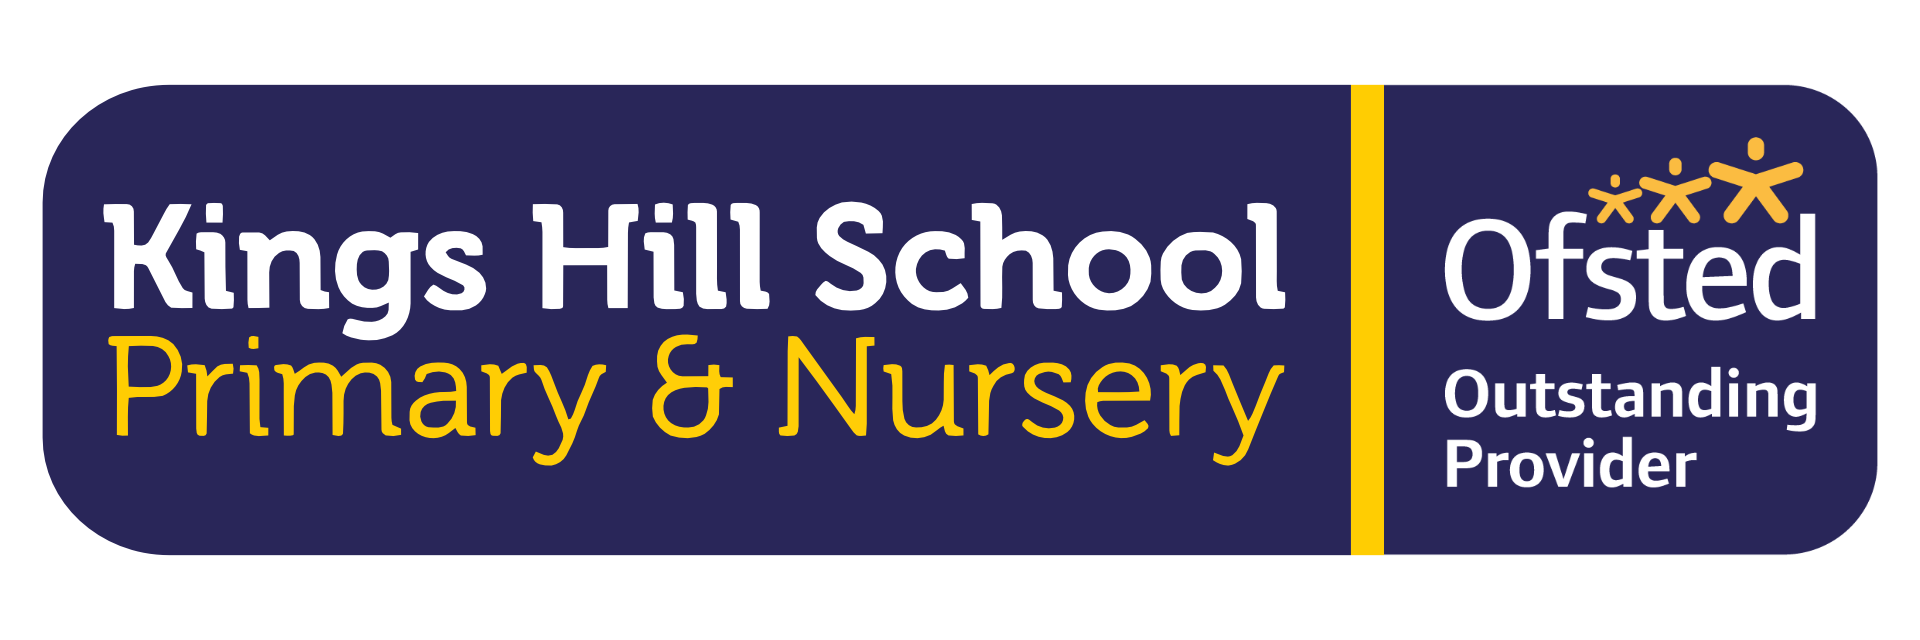 Kings Hill School
Primary & Nursery
Ofsted
Outstanding
Provider